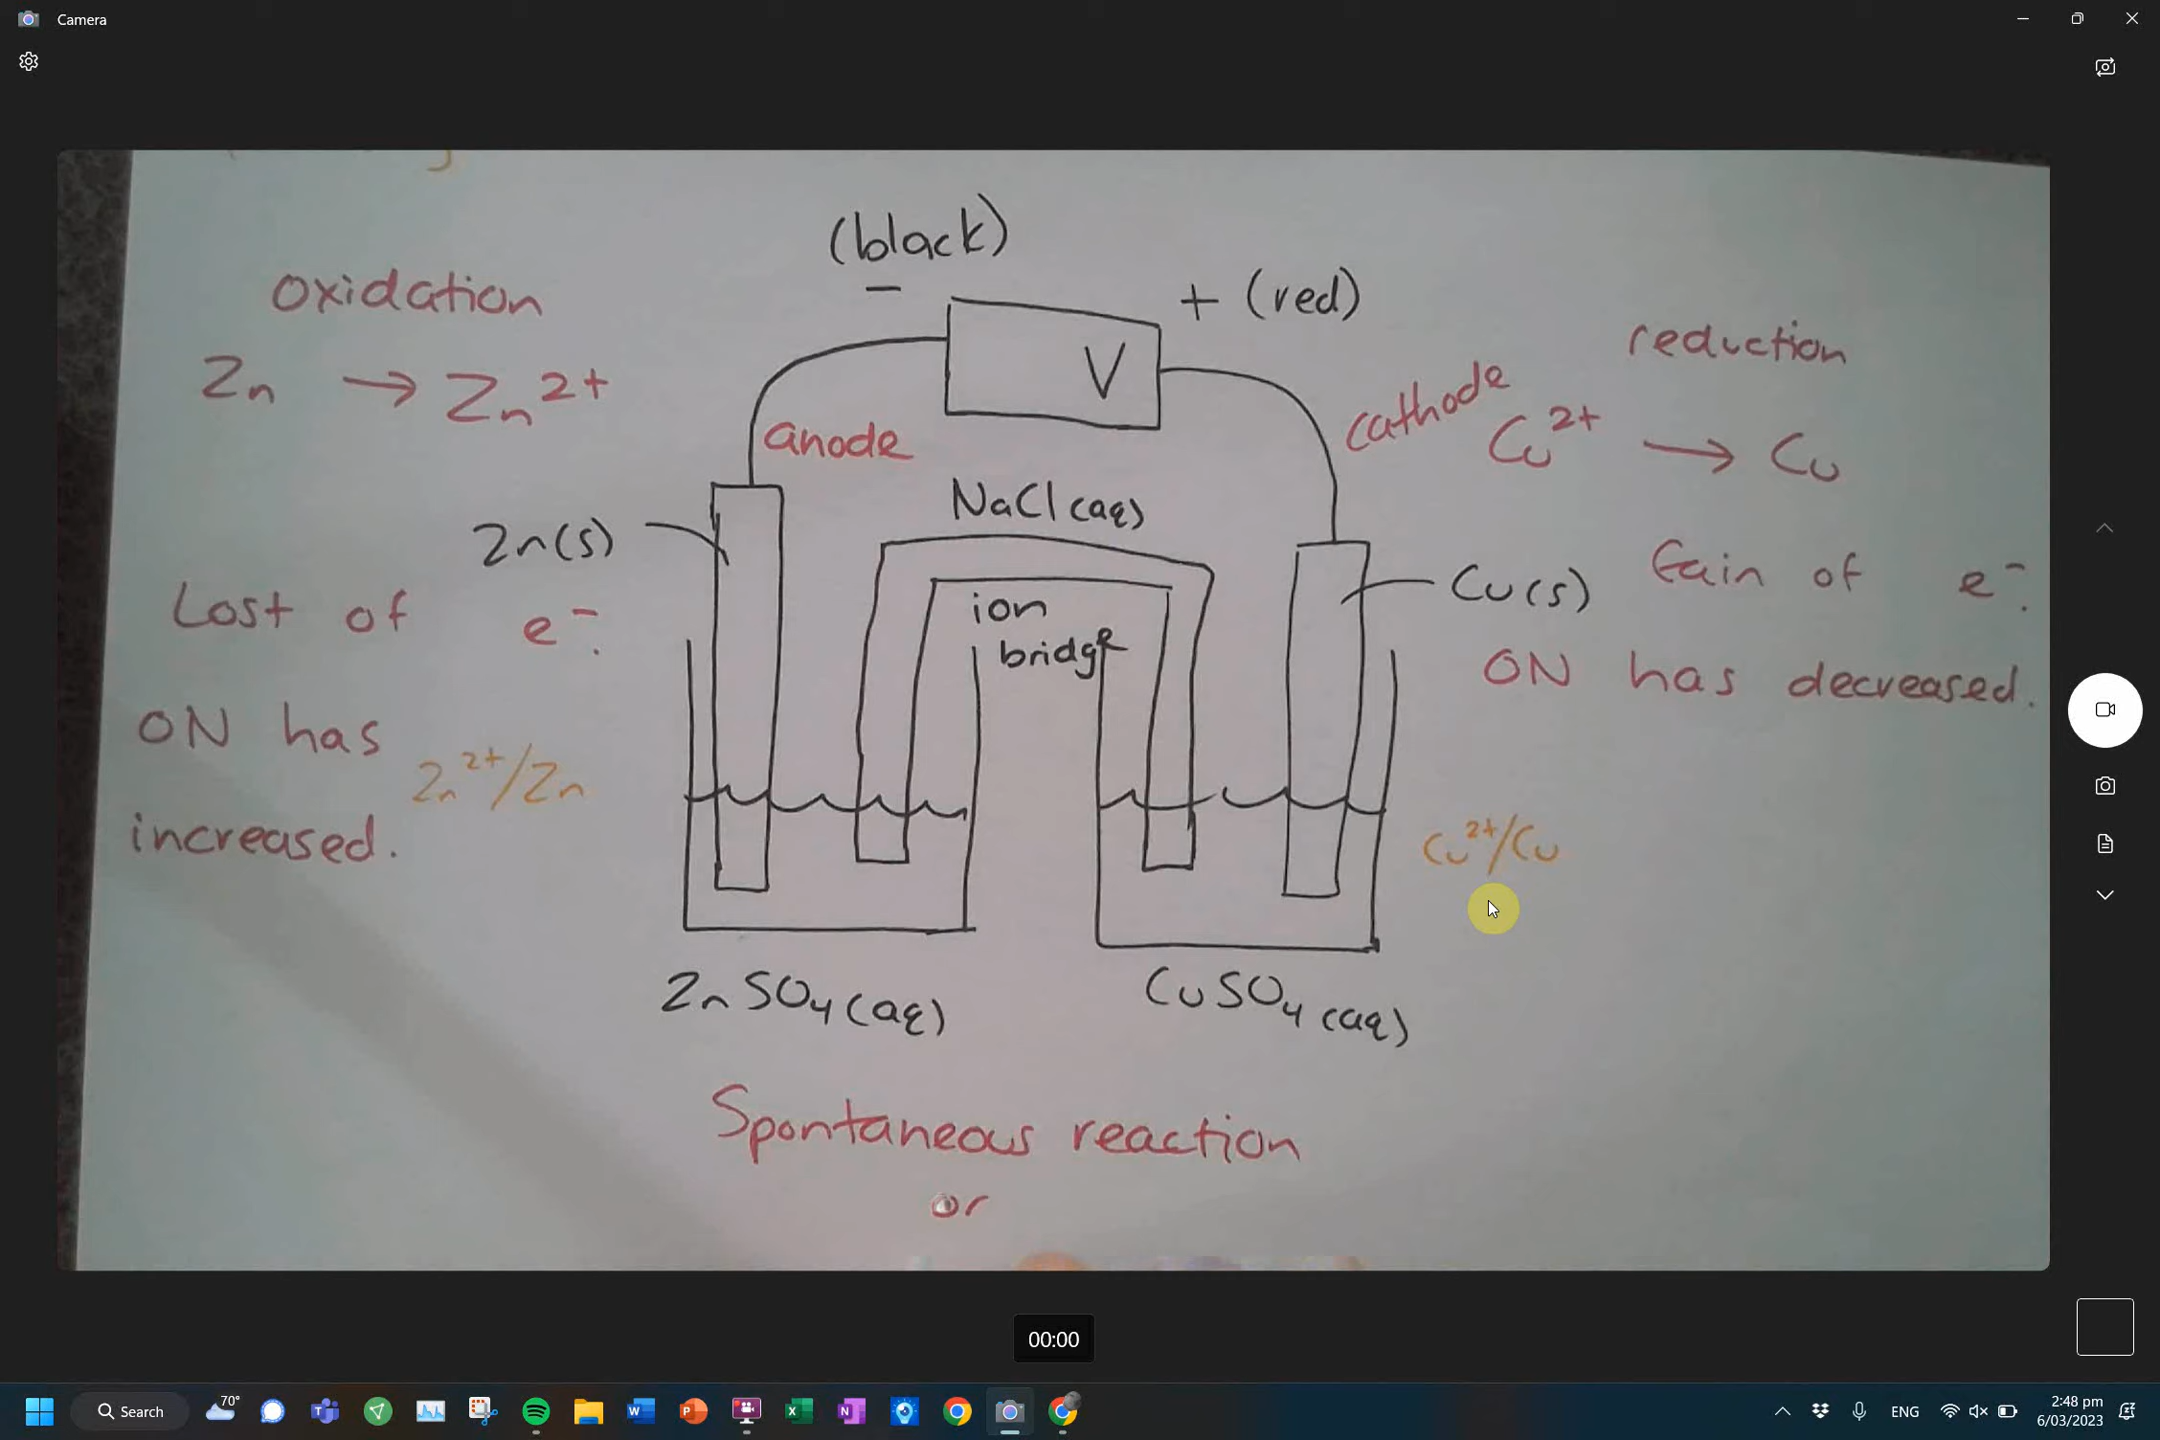 Camera
(black)
−
+ (red)
oxidation
Zn → Zn²⁺
V
anode
cathode
reduction
Cu²⁺ → Cu
NaCl(aq)
Zn(s)
Cu(s)
ion
bridge
Lost of e⁻.
ON has
increased.
Gain of e⁻.
ON has decreased.
Zn²⁺/Zn
Cu²⁺/Cu
ZnSO₄(aq)
CuSO₄(aq)
Spontaneous reaction
or
00:00
Search
70°
ENG
2:48 pm
6/03/2023